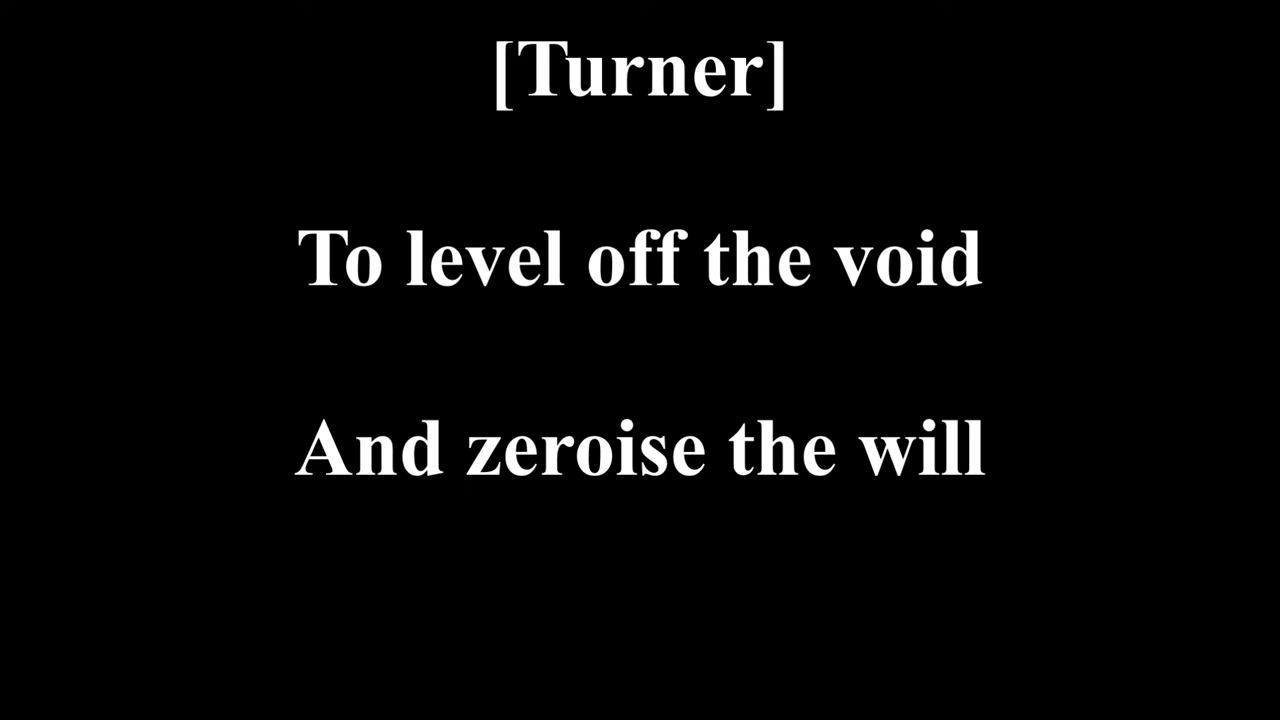 [Turner]
To level off the void
And zeroise the will